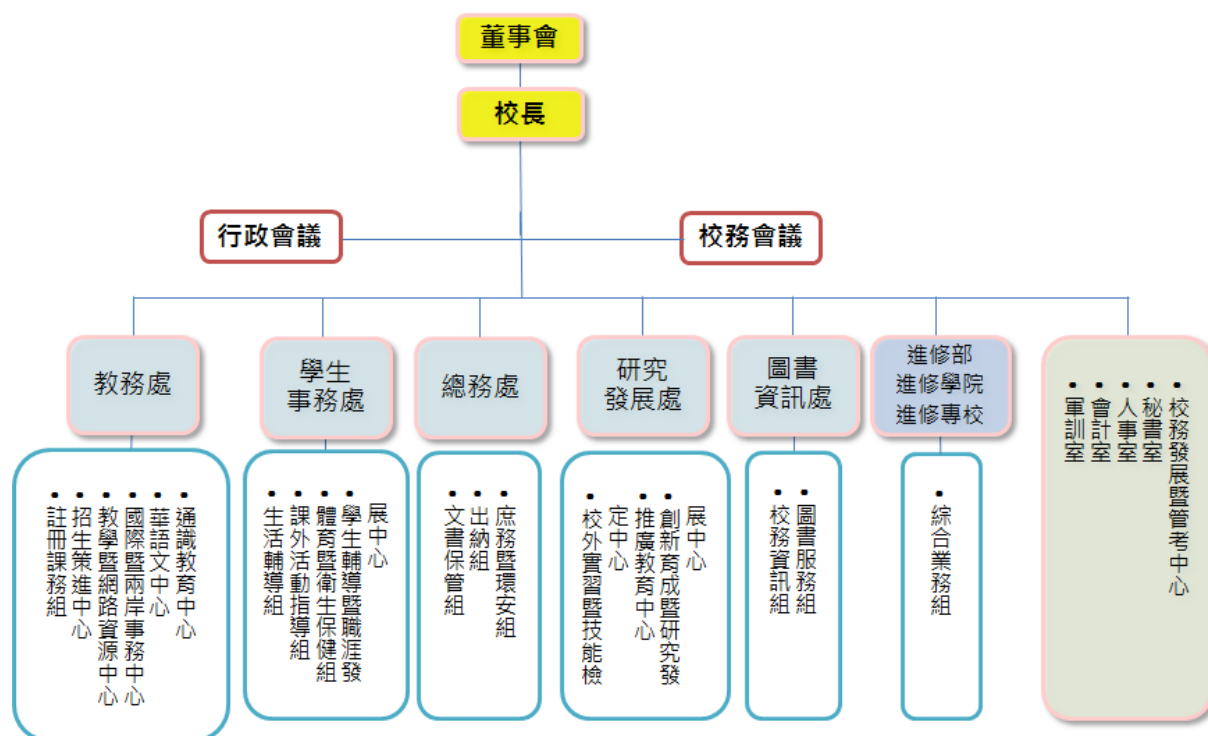 董事會
校長
行政會議
校務會議
教務處
學生
事務處
總務處
研究
發展處
圖書
資訊處
進修部
進修學院
進修專校
•註冊課務組
•招生策進中心
•教學暨網路資源中心
•國際暨兩岸事務中心
•華語文中心
•通識教育中心
•生活輔導組
•課外活動指導組
•體育暨衛生保健組
•學生輔導暨職涯發
展中心
•文書保管組
•出納組
•庶務暨環安組
•校外實習暨技能檢
定中心
•推廣教育中心
•創新育成暨研究發
展中心
•校務資訊組
•圖書服務組
•綜合業務組
•軍訓室
•會計室
•人事室
•秘書室
•校務發展暨管考中心